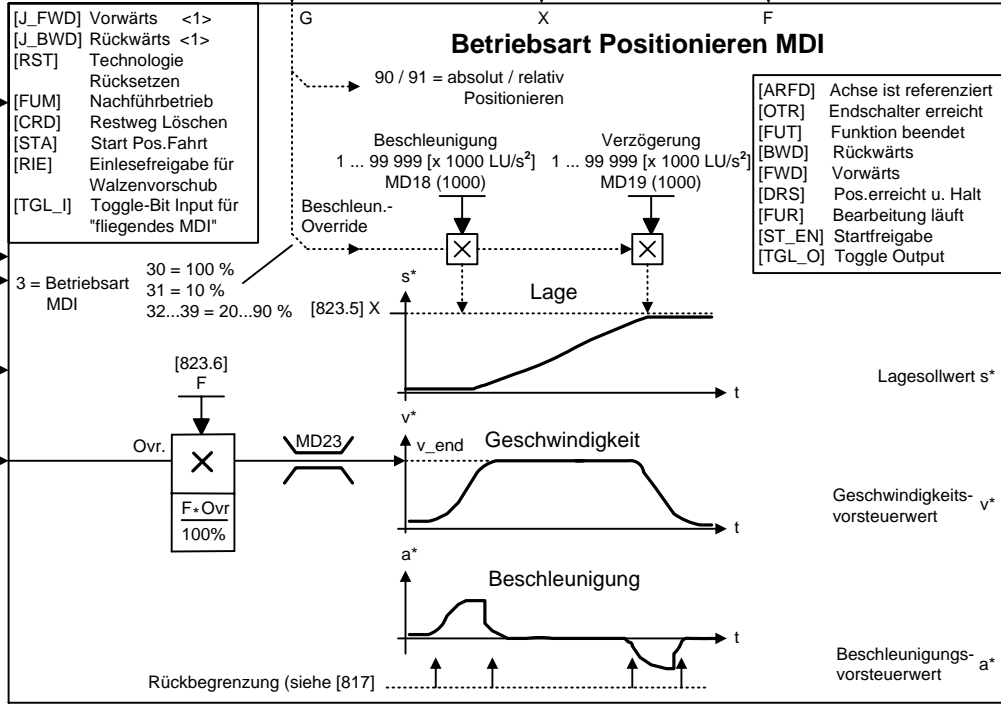 G X F
Betriebsart Positionieren MDI
[J_FWD] Vorwärts <1>
[J_BWD] Rückwärts <1>
[RST] Technologie
Rücksetzen
[FUM] Nachführbetrieb
[CRD] Restweg Löschen
[STA] Start Pos.Fahrt
[RIE] Einlesefreigabe für
Walzenvorschub
[TGL_I] Toggle-Bit Input für
"fliegendes MDI"
90 / 91 = absolut / relativ
Positionieren
Beschleunigung
1 ... 99 999 [x 1000 LU/s²]
MD18 (1000)
Verzögerung
1 ... 99 999 [x 1000 LU/s²]
MD19 (1000)
[ARFD] Achse ist referenziert
[OTR] Endschalter erreicht
[FUT] Funktion beendet
[BWD] Rückwärts
[FWD] Vorwärts
[DRS] Pos.erreicht u. Halt
[FUR] Bearbeitung läuft
[ST_EN] Startfreigabe
[TGL_O] Toggle Output
Beschleun.-
Override
3 = Betriebsart
MDI
30 = 100 %
31 = 10 %
32...39 = 20...90 %
s*
Lage
[823.5] X
t
Lagesollwert s*
[823.6]
F
Ovr.
F*Ovr
100%
MD23
v*
v_end
Geschwindigkeit
t
Geschwindigkeits-
vorsteuerwert v*
a*
Beschleunigung
t
Beschleunigungs-
vorsteuerwert a*
Rückbegrenzung (siehe [817]